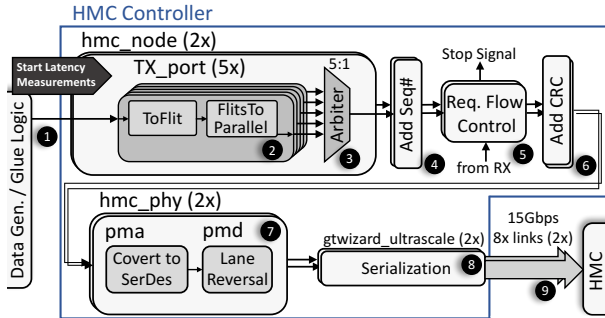 HMC Controller
hmc_node (2x)
Start Latency
Measurements
TX_port (5x)
5:1
Stop Signal
Data Gen. / Glue Logic
1
ToFlit
FlitsTo
Parallel
2
Arbiter
3
Add Seq#
4
Req. Flow
Control
5
from RX
Add CRC
6
hmc_phy (2x)
pma
pmd
7
Covert to
SerDes
Lane
Reversal
gtwizard_ultrascale (2x)
Serialization
8
15Gbps
8x links (2x)
9
HMC